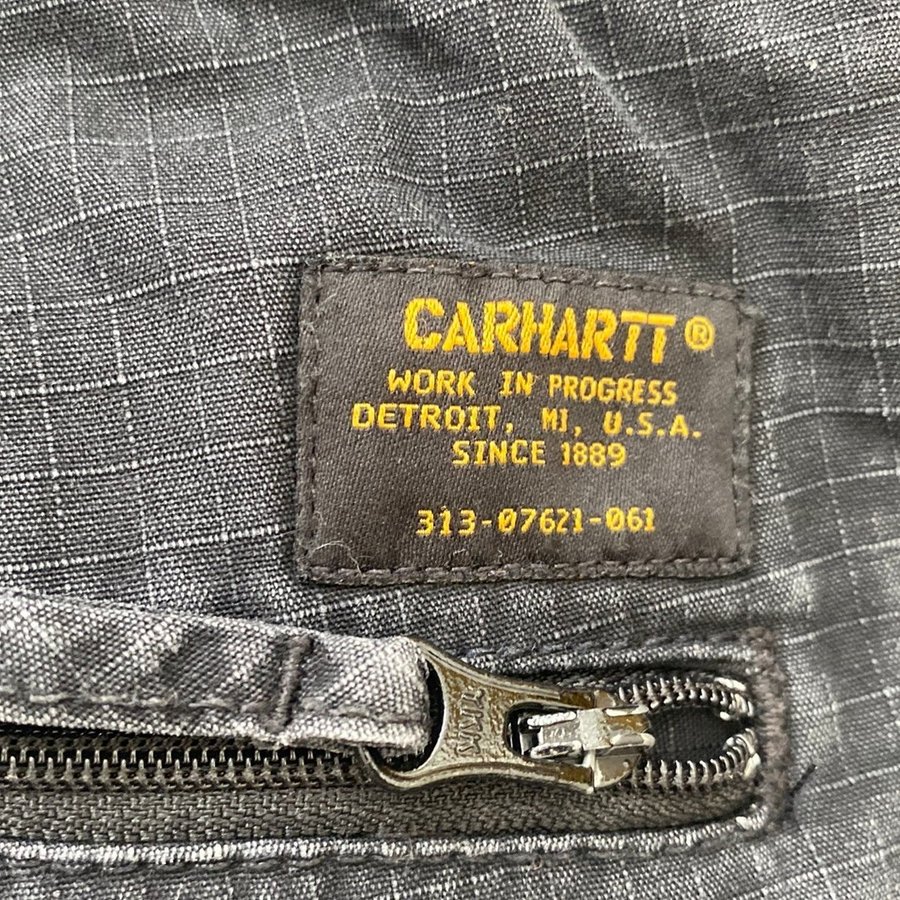 CARHARTT®
WORK IN PROGRESS
DETROIT, MI, U.S.A.
SINCE 1889
313-07621-061